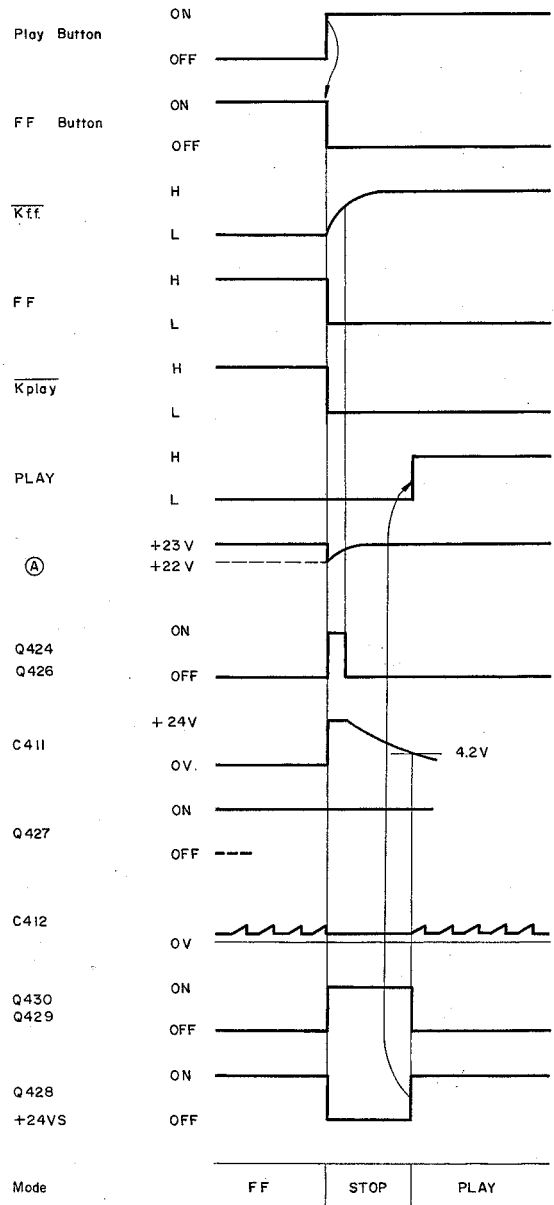 ON
Play Button
OFF
ON
FF Button
OFF
H
Kff
L
H
FF
L
H
Kplay
L
H
PLAY
L
+23 V
Ⓐ
+22 V
ON
Q424
Q426
OFF
+24V
C411
4.2V
OV.
ON
Q427
OFF
C412
OV
ON
Q430
Q429
OFF
ON
Q428
+24VS
OFF
Mode FF STOP PLAY